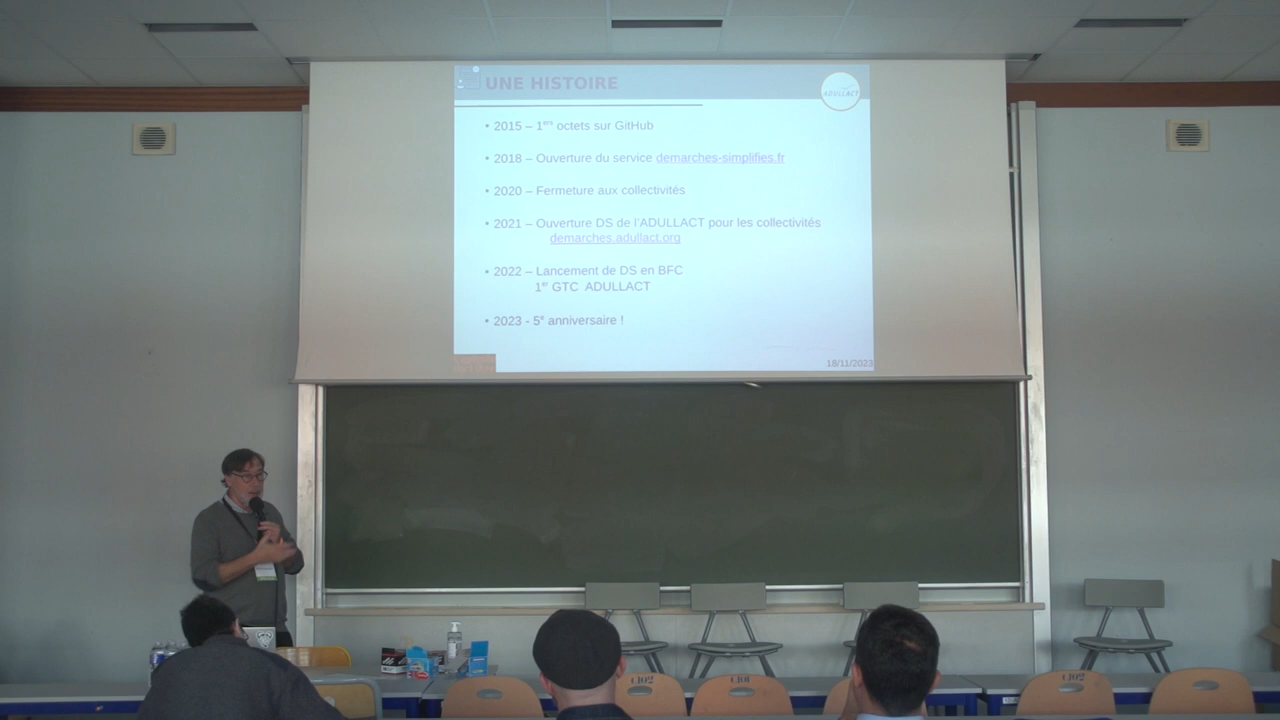 UNE HISTOIRE
ADULLACT
• 2015 – 1ers octets sur GitHub
• 2018 – Ouverture du service demarches-simplifies.fr
• 2020 – Fermeture aux collectivités
• 2021 – Ouverture DS de l'ADULLACT pour les collectivités
demarches.adullact.org
• 2022 – Lancement de DS en BFC
1er GTC ADULLACT
• 2023 - 5e anniversaire !
18/11/2023